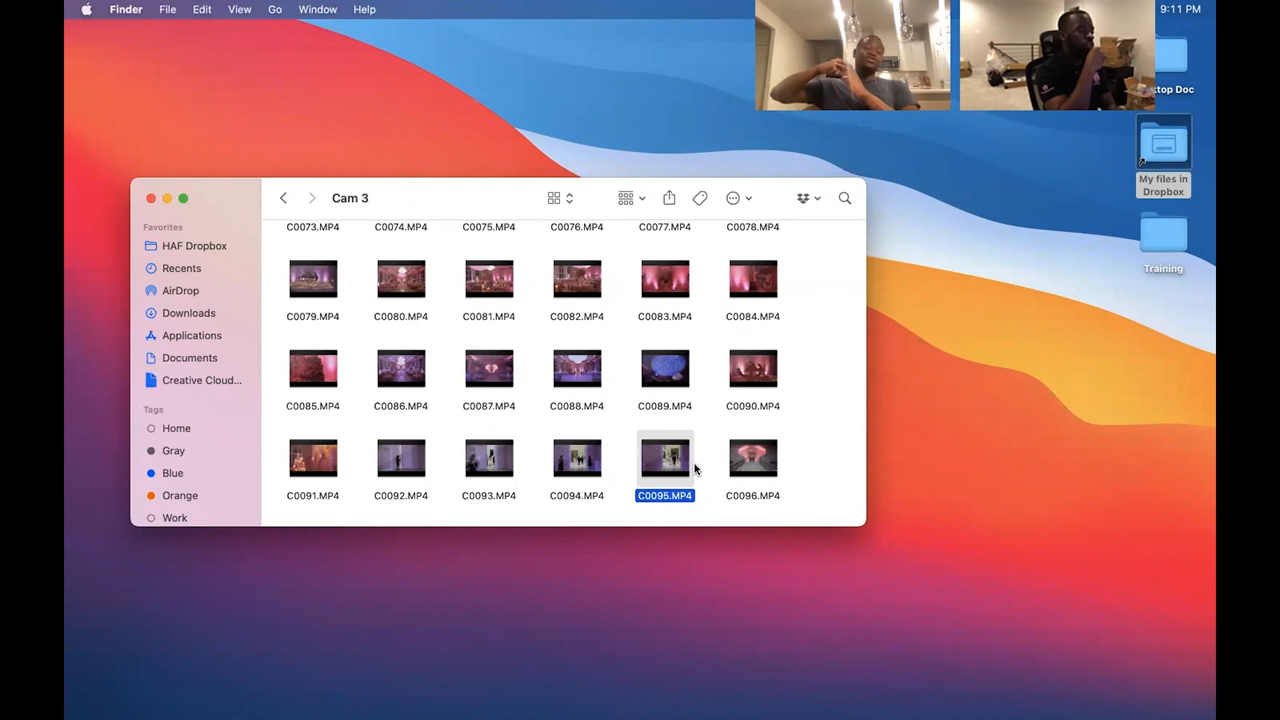 Finder File Edit View Go Window Help 9:11 PM
ktop Doc
My files in
Dropbox
Training
Cam 3
Favorites
HAF Dropbox
Recents
AirDrop
Downloads
Applications
Documents
Creative Cloud...
Tags
Home
Gray
Blue
Orange
Work
C0073.MP4 C0074.MP4 C0075.MP4 C0076.MP4 C0077.MP4 C0078.MP4
C0079.MP4 C0080.MP4 C0081.MP4 C0082.MP4 C0083.MP4 C0084.MP4
C0085.MP4 C0086.MP4 C0087.MP4 C0088.MP4 C0089.MP4 C0090.MP4
C0091.MP4 C0092.MP4 C0093.MP4 C0094.MP4 C0095.MP4 C0096.MP4